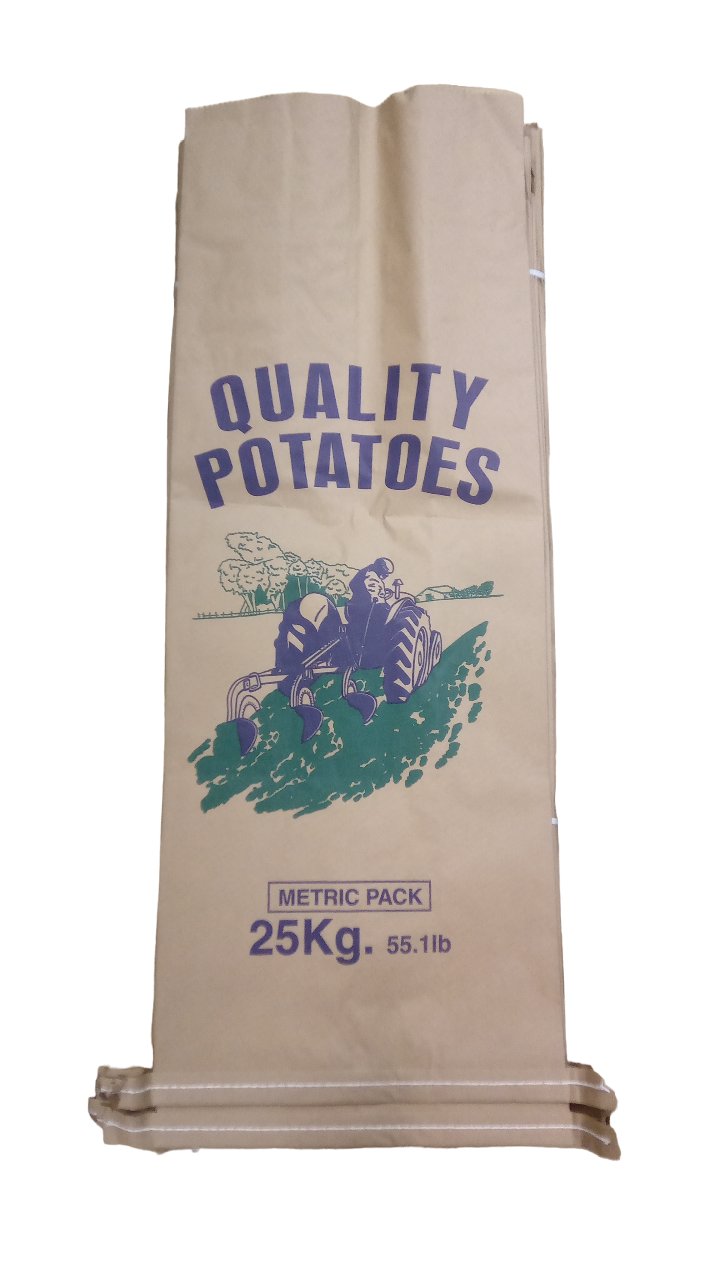 QUALITY
POTATOES
METRIC PACK
25Kg. 55.1lb